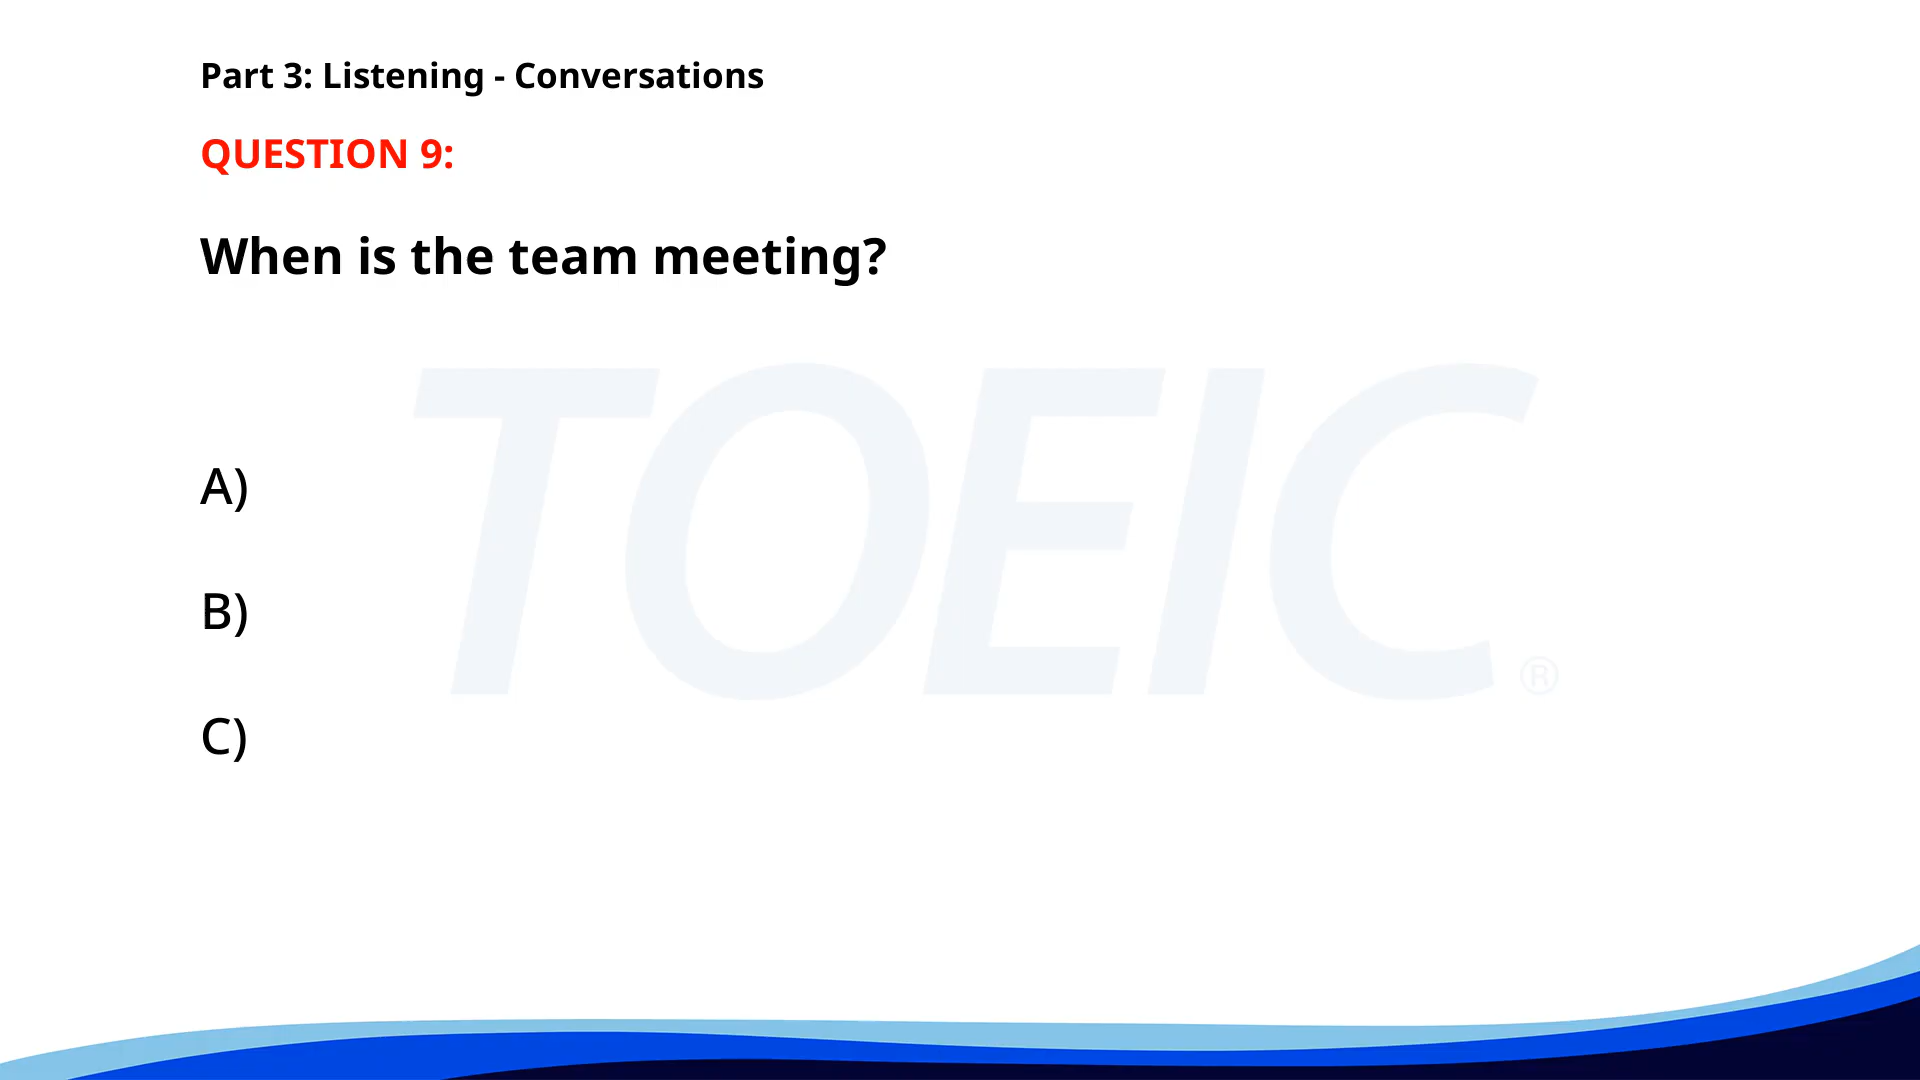 Part 3: Listening - Conversations
QUESTION 9:
When is the team meeting?
TOEIC®
A)
B)
C)